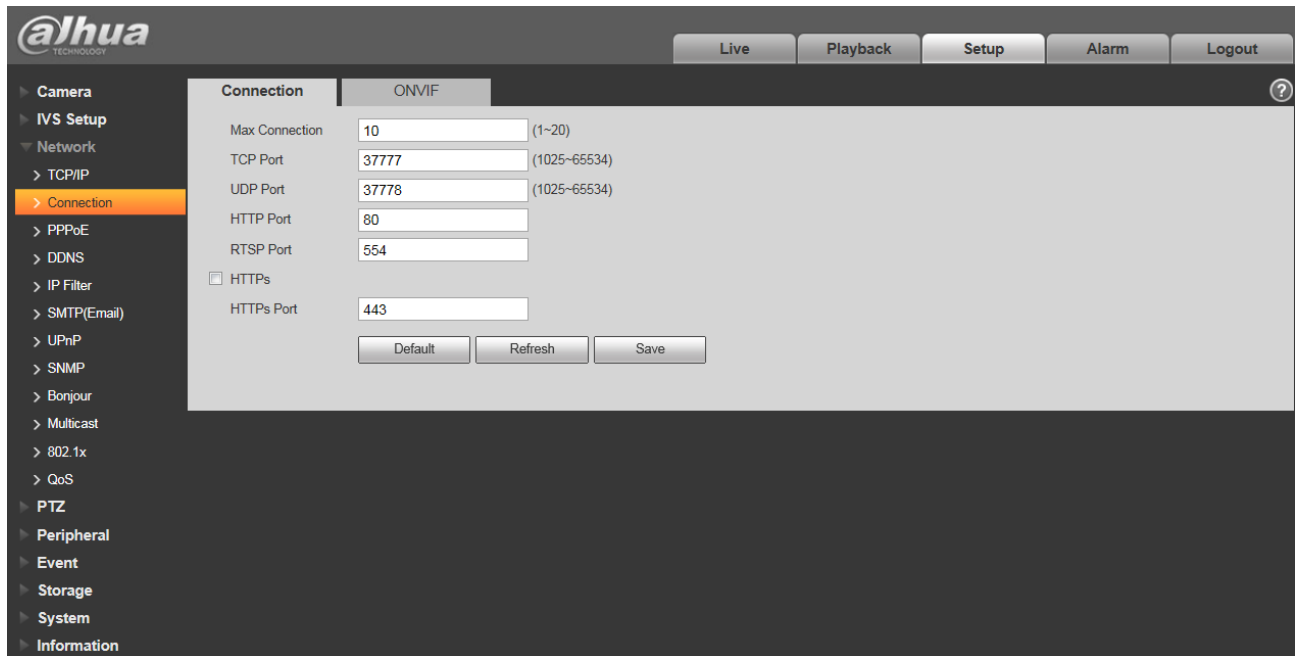 alhua
TECHNOLOGY
Live Playback Setup Alarm Logout
Camera
IVS Setup
Network
TCP/IP
Connection
PPPoE
DDNS
IP Filter
SMTP(Email)
UPnP
SNMP
Bonjour
Multicast
802.1x
QoS
PTZ
Peripheral
Event
Storage
System
Information
Connection ONVIF ?
Max Connection 10 (1~20)
TCP Port 37777 (1025~65534)
UDP Port 37778 (1025~65534)
HTTP Port 80
RTSP Port 554
HTTPs
HTTPs Port 443
Default Refresh Save